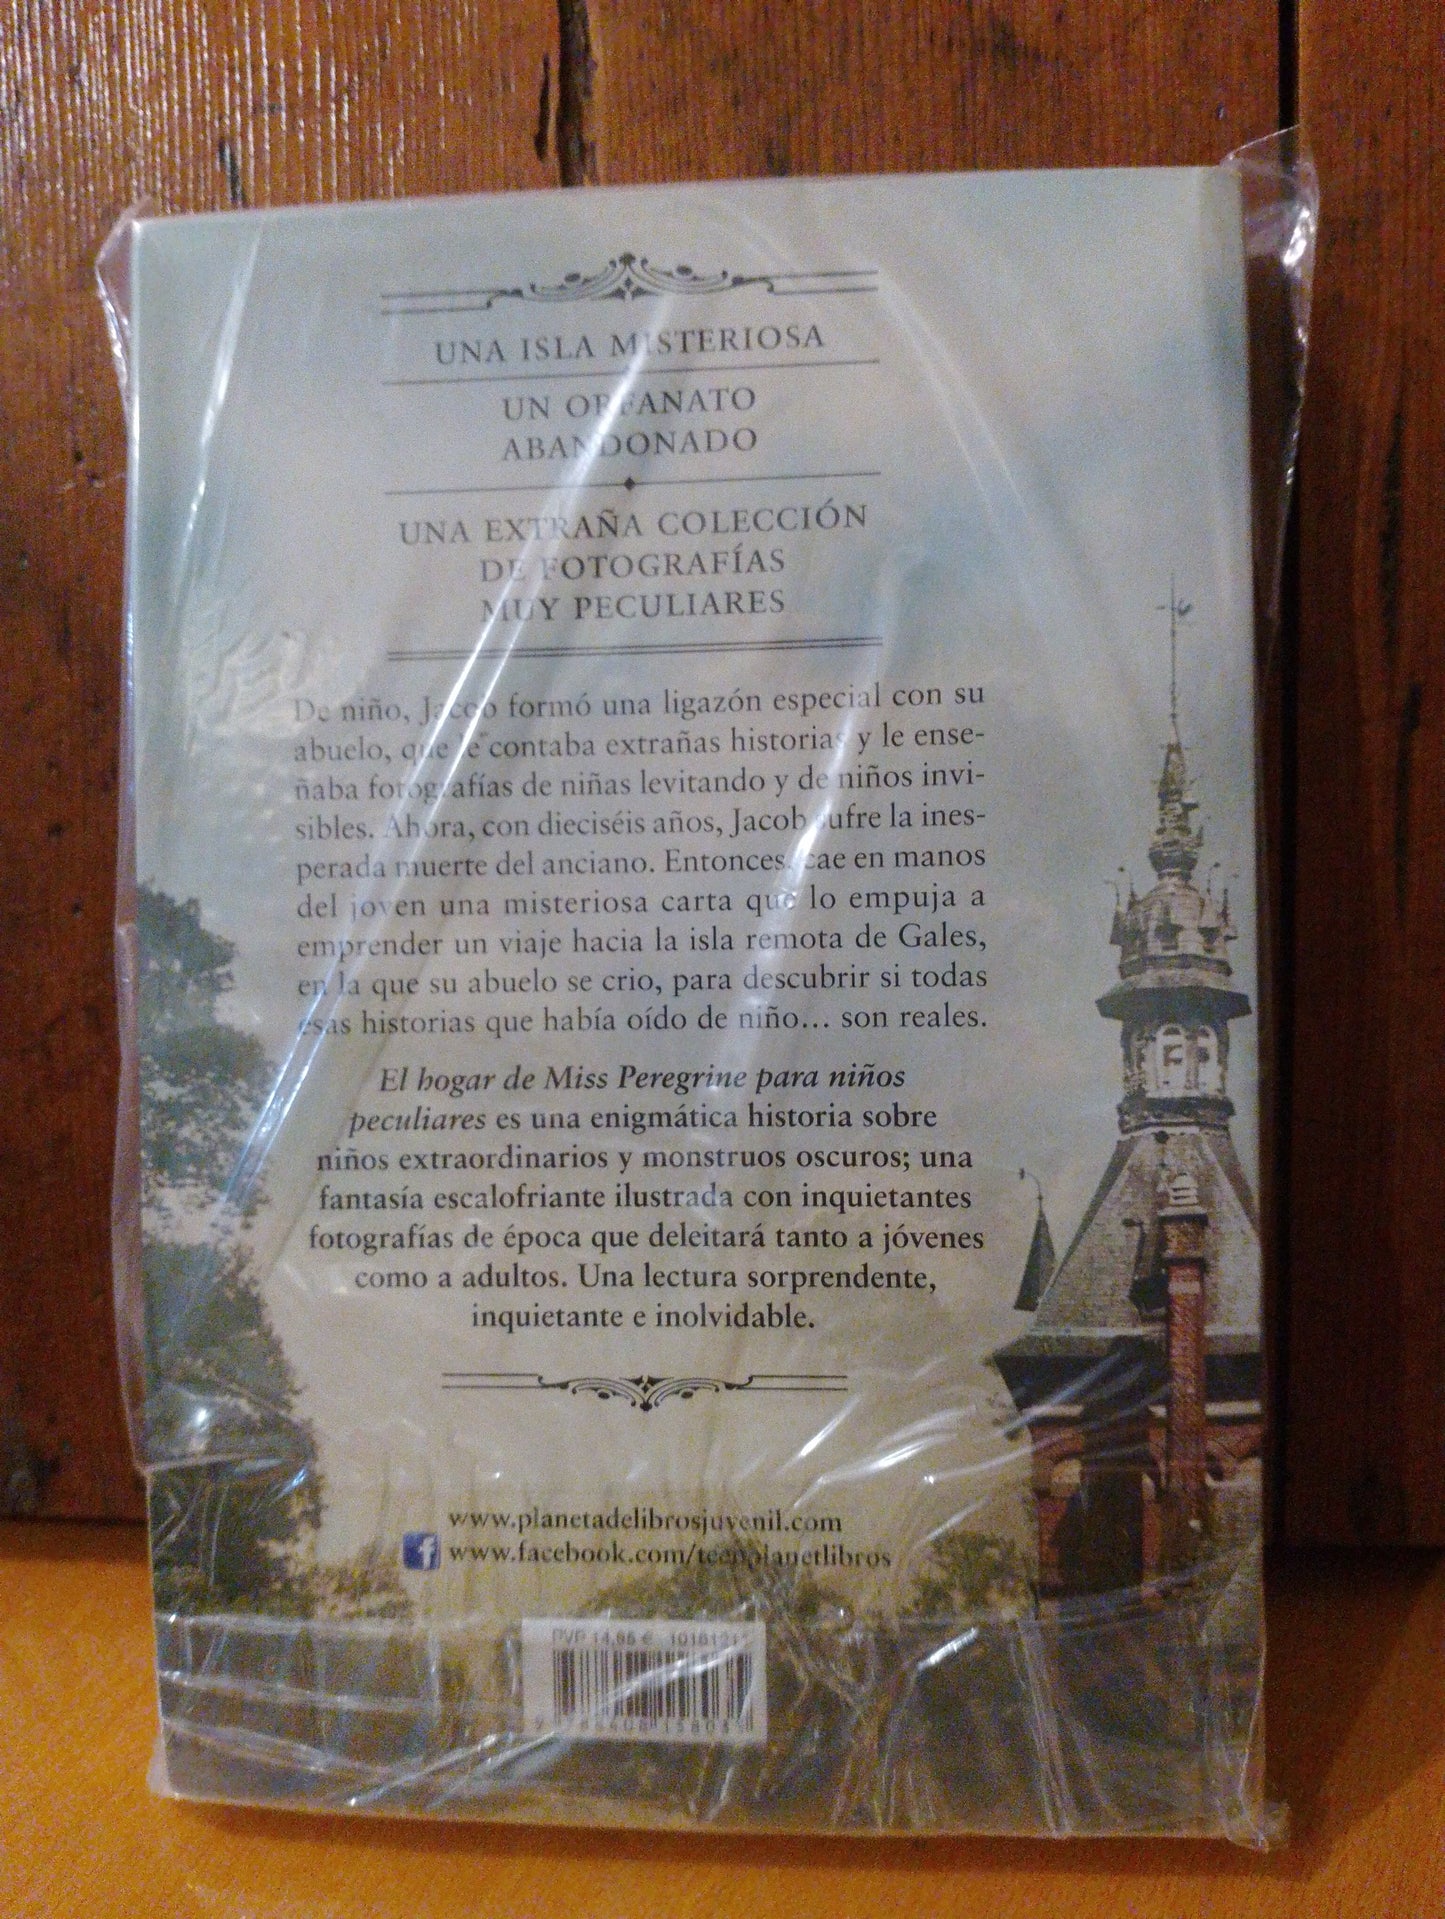 UNA ISLA MISTERIOSA
UN ORFANATO
ABANDONADO
UNA EXTRAÑA COLECCIÓN
DE FOTOGRAFÍAS
MUY PECULIARES
De niño, Jacob formó una ligazón especial con su
abuelo, que le contaba extrañas historias y le ense-
ñaba fotografías de niñas levitando y de niños invi-
sibles. Ahora, con dieciséis años, Jacob sufre la ines-
perada muerte del anciano. Entonces, cae en manos
del joven una misteriosa carta que lo empuja a
emprender un viaje hacia la isla remota de Gales,
en la que su abuelo se crio, para descubrir si todas
esas historias que había oído de niño... son reales.
El hogar de Miss Peregrine para niños
peculiares es una enigmática historia sobre
niños extraordinarios y monstruos oscuros; una
fantasía escalofriante ilustrada con inquietantes
fotografías de época que deleitará tanto a jóvenes
como a adultos. Una lectura sorprendente,
inquietante e inolvidable.
www.planetadelibrosjuvenil.com
f www.facebook.com/teenplanetlibros
PVP 14,95 €